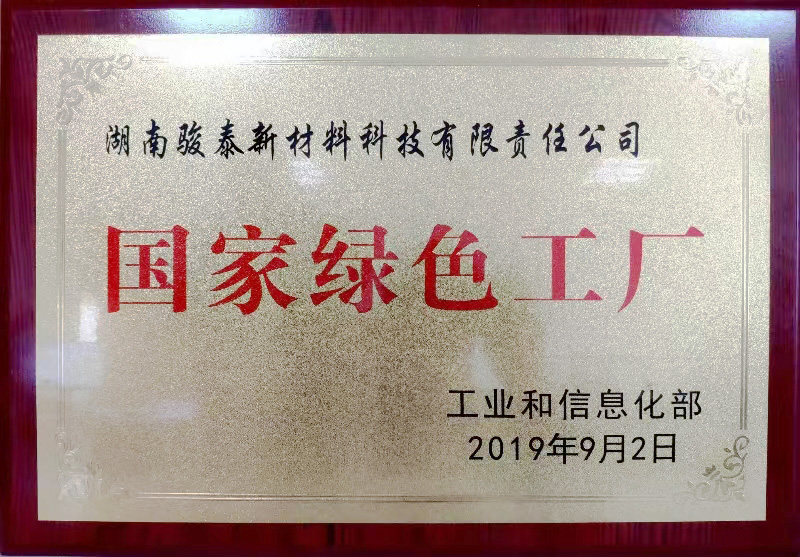 湖南骏泰新材料科技有限责任公司
国家绿色工厂
工业和信息化部
2019年9月2日